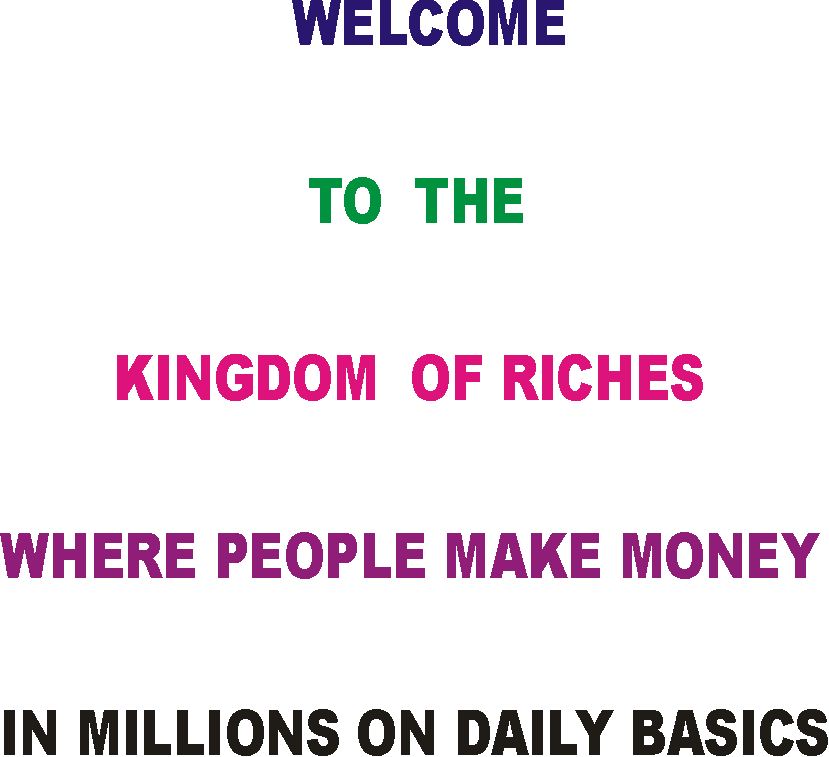 WELCOME
TO THE
KINGDOM OF RICHES
WHERE PEOPLE MAKE MONEY
IN MILLIONS ON DAILY BASICS